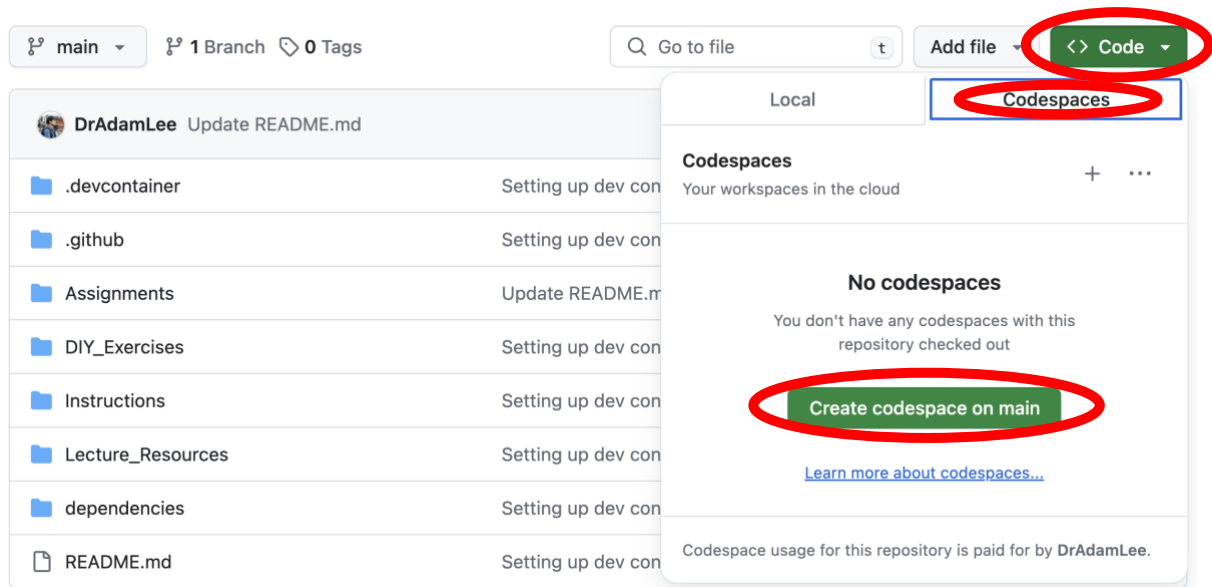 main 1 Branch 0 Tags Go to file t Add file <> Code
Local Codespaces
DrAdamLee Update README.md
Codespaces
Your workspaces in the cloud
.devcontainer Setting up dev con
.github Setting up dev con
Assignments Update README.m
DIY_Exercises Setting up dev con
Instructions Setting up dev con
Lecture_Resources Setting up dev con
dependencies Setting up dev con
README.md Setting up dev con
No codespaces
You don't have any codespaces with this
repository checked out
Create codespace on main
Learn more about codespaces...
Codespace usage for this repository is paid for by DrAdamLee.